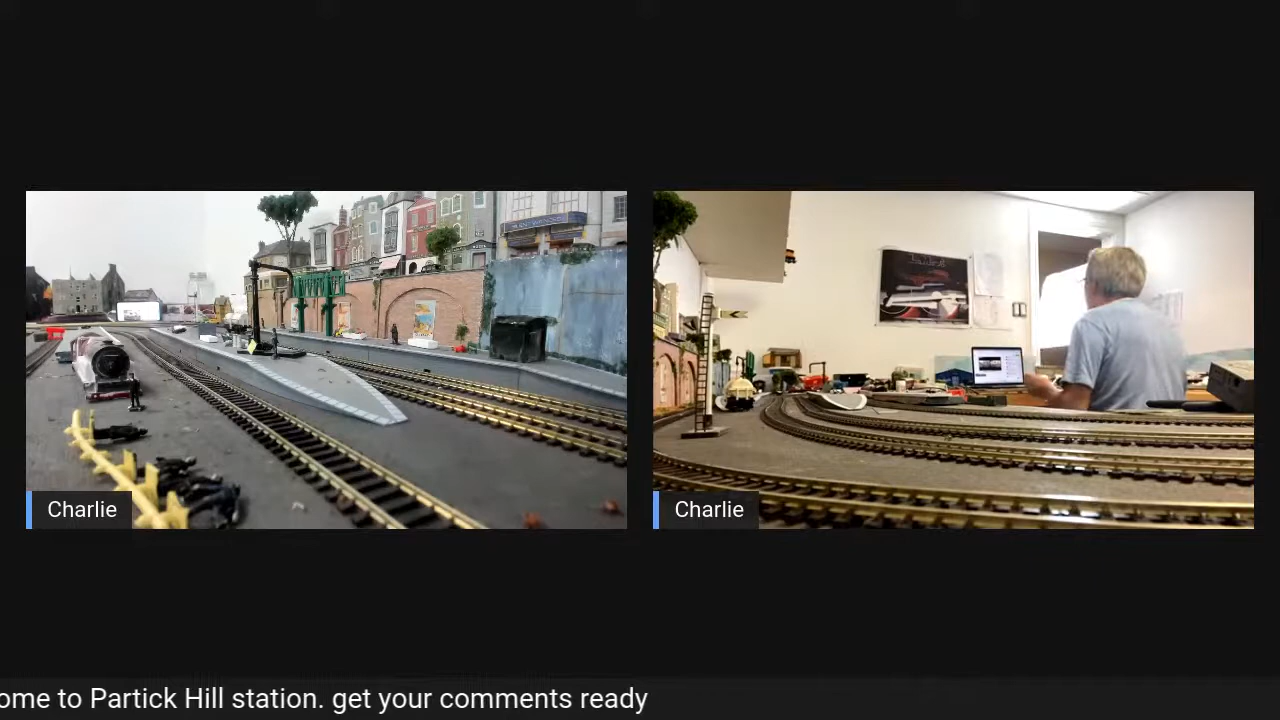 Charlie
Charlie
ome to Partick Hill station. get your comments ready